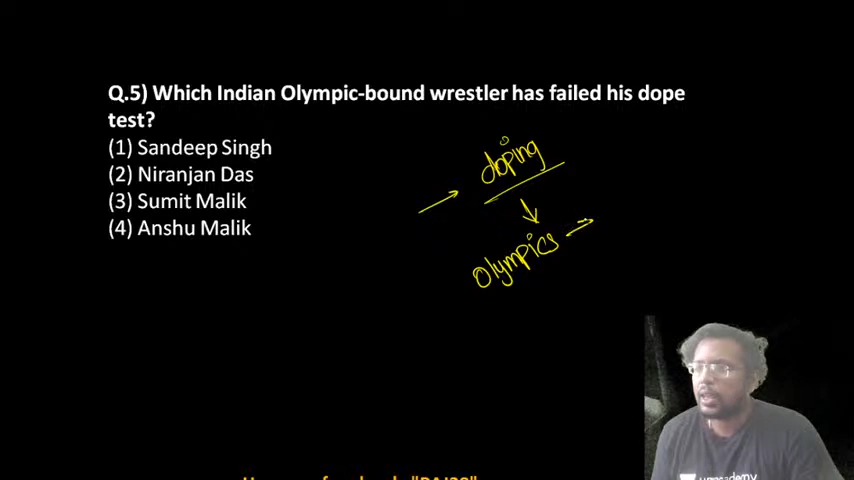 Q.5) Which Indian Olympic-bound wrestler has failed his dope
test?
(1) Sandeep Singh
(2) Niranjan Das
(3) Sumit Malik
(4) Anshu Malik
doping
Olympics